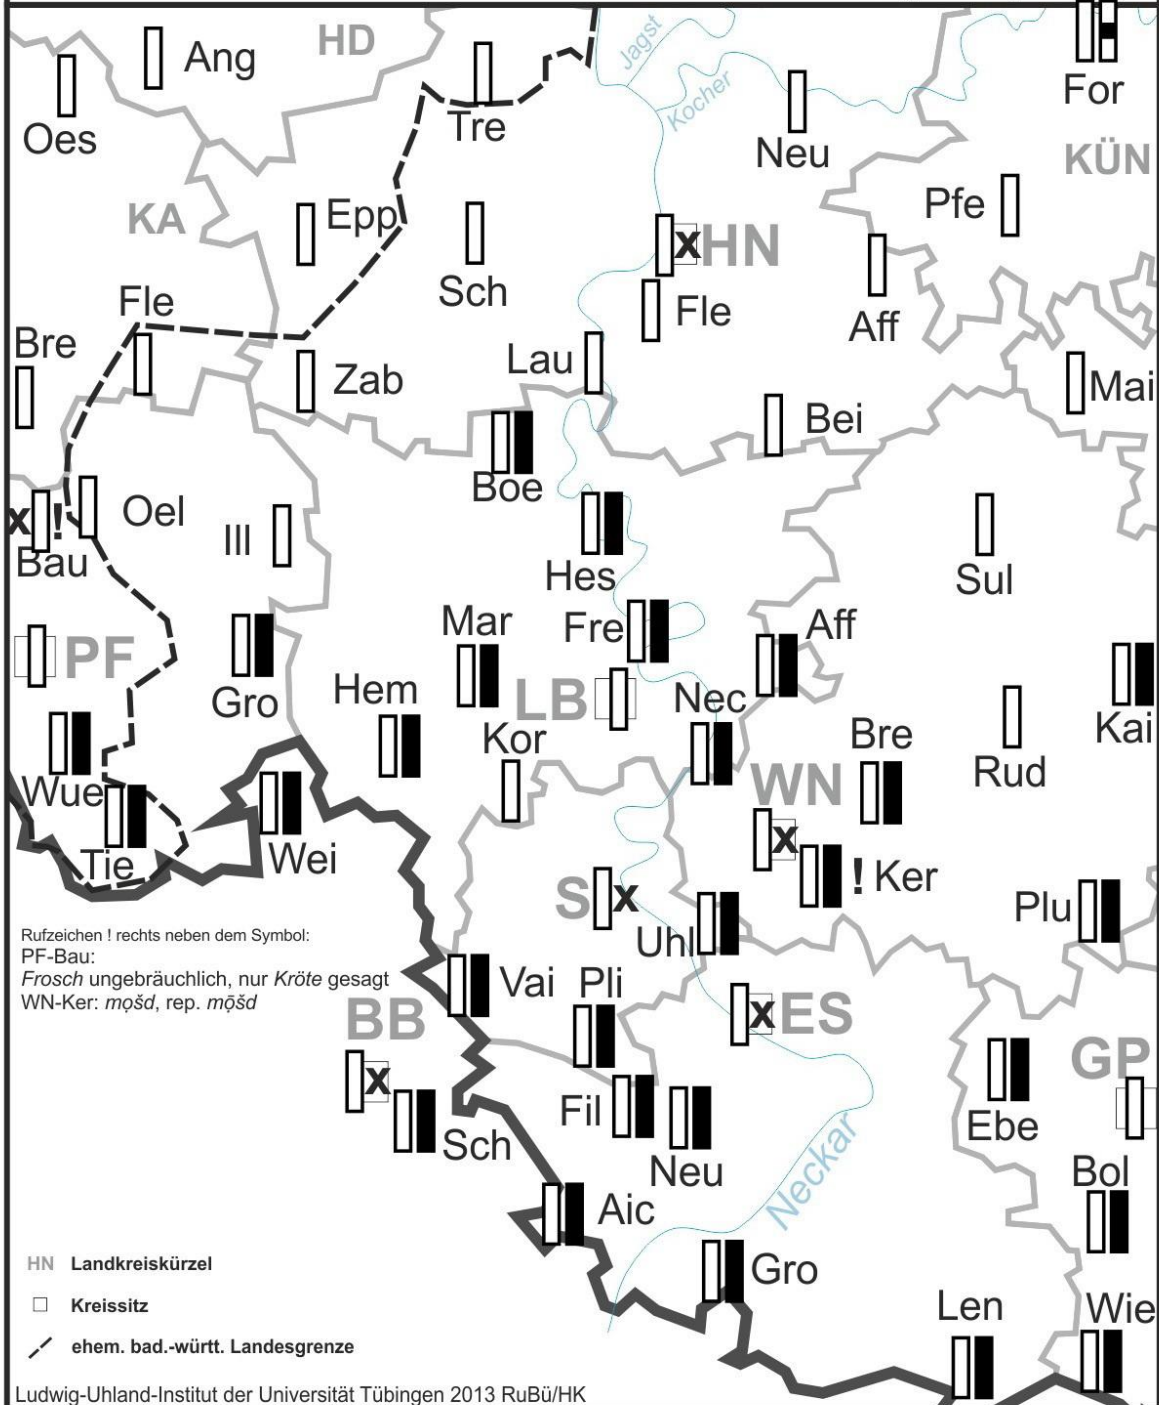 Ang
HD
Oes
Tre
Jagst
Kocher
Neu
For
KÜN
KA
Epp
Pfe
Sch
x HN
Fle
Fle
Aff
Bre
Zab
Lau
Mai
Bei
Boe
x ! Oel
Bau
Ill
Hes
Sul
PF
Mar
Fre
Aff
Gro
Hem
LB
Nec
Kai
Kor
Bre
Rud
Wue
WN
x
Tie
Wei
! Ker
S x
Plu
Uhl
Rufzeichen ! rechts neben dem Symbol:
PF-Bau:
Frosch ungebräuchlich, nur Kröte gesagt
WN-Ker: mǫšd, rep. mǭšd
Vai
Pli
BB
x ES
GP
x
Fil
Ebe
Sch
Neu
Neckar
Bol
Aic
Gro
HN Landkreiskürzel
Kreissitz
Len
Wie
ehem. bad.-württ. Landesgrenze
Ludwig-Uhland-Institut der Universität Tübingen 2013 RuBü/HK